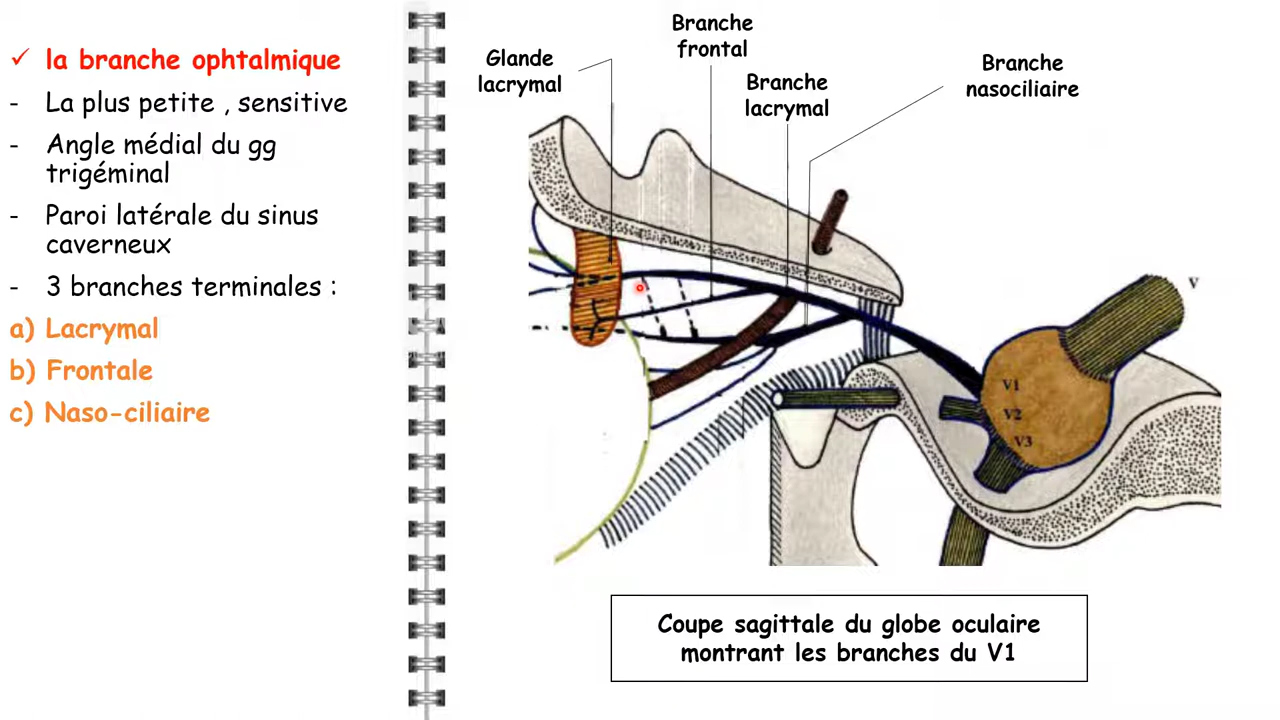 ✓ la branche ophtalmique
- La plus petite , sensitive
- Angle médial du gg
trigéminal
- Paroi latérale du sinus
caverneux
- 3 branches terminales :
a) Lacrymal
b) Frontale
c) Naso-ciliaire
Glande
lacrymal
Branche
frontal
Branche
lacrymal
Branche
nasociliaire
V
V1
V2
V3
Coupe sagittale du globe oculaire
montrant les branches du V1